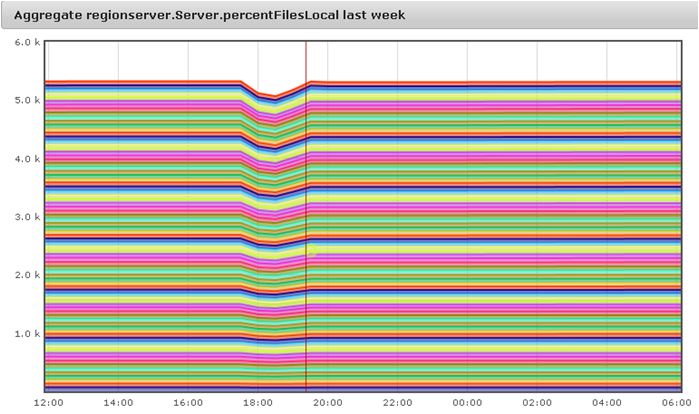 Aggregate regionserver.Server.percentFilesLocal last week
6.0 k
5.0 k
4.0 k
3.0 k
2.0 k
1.0 k
12:00 14:00 16:00 18:00 20:00 22:00 00:00 02:00 04:00 06:00